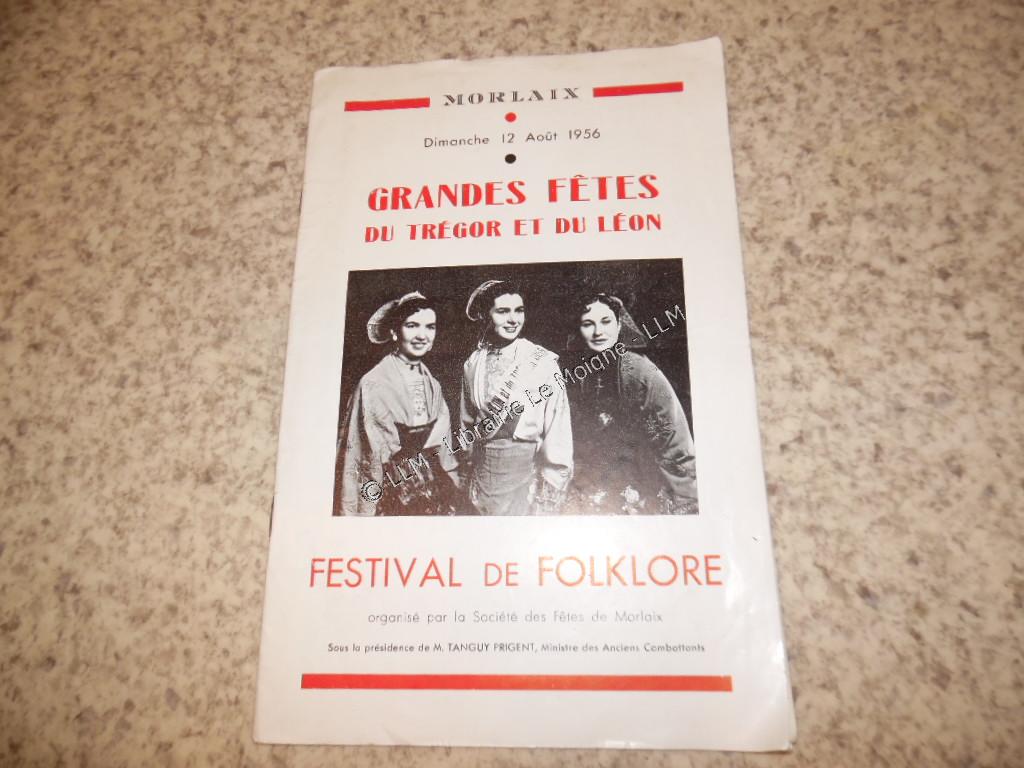 MORLAIX
Dimanche 12 Août 1956
GRANDES FÊTES
DU TRÉGOR ET DU LÉON
© LLM - Librairie Le Moigne - LLM
FESTIVAL DE FOLKLORE
organisé par la Société des Fêtes de Morlaix
Sous la présidence de M. TANGUY PRIGENT, Ministre des Anciens Combattants